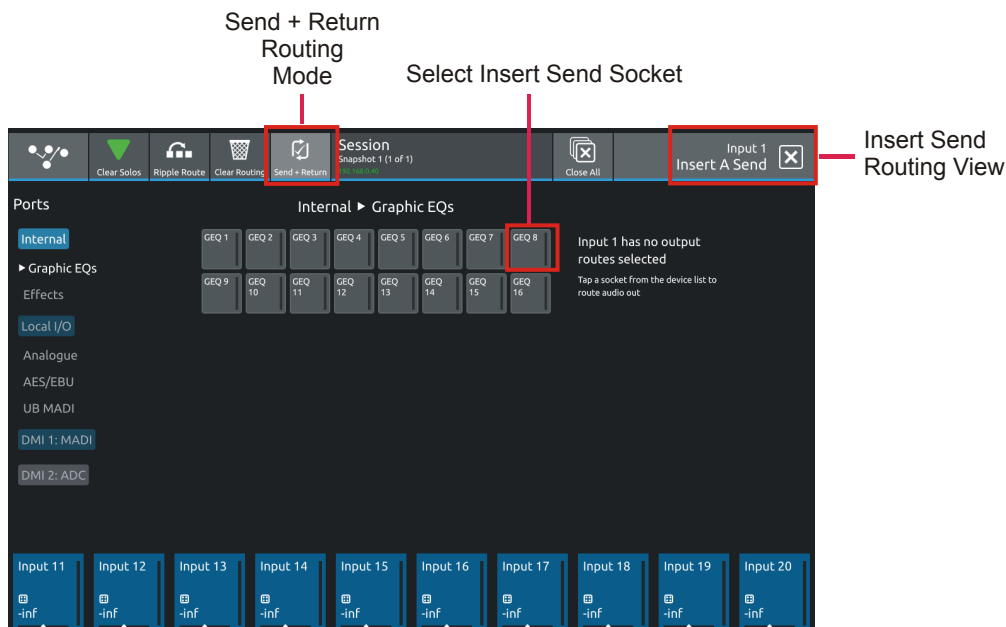 Send + Return
Routing
Mode
Select Insert Send Socket
Insert Send
Routing View
Clear Solos
Ripple Route
Clear Routing
Send + Return
Session
Snapshot 1 (1 of 1)
192.168.0.40
Close All
Input 1
Insert A Send
Ports
Internal ▸ Graphic EQs
Internal
▸ Graphic EQs
Effects
Local I/O
Analogue
AES/EBU
UB MADI
DMI 1: MADI
DMI 2: ADC
GEQ 1
GEQ 2
GEQ 3
GEQ 4
GEQ 5
GEQ 6
GEQ 7
GEQ 8
GEQ 9
GEQ
10
GEQ
11
GEQ
12
GEQ
13
GEQ
14
GEQ
15
GEQ
16
Input 1 has no output
routes selected
Tap a socket from the device list to
route audio out
Input 11
-inf
Input 12
-inf
Input 13
-inf
Input 14
-inf
Input 15
-inf
Input 16
-inf
Input 17
-inf
Input 18
-inf
Input 19
-inf
Input 20
-inf